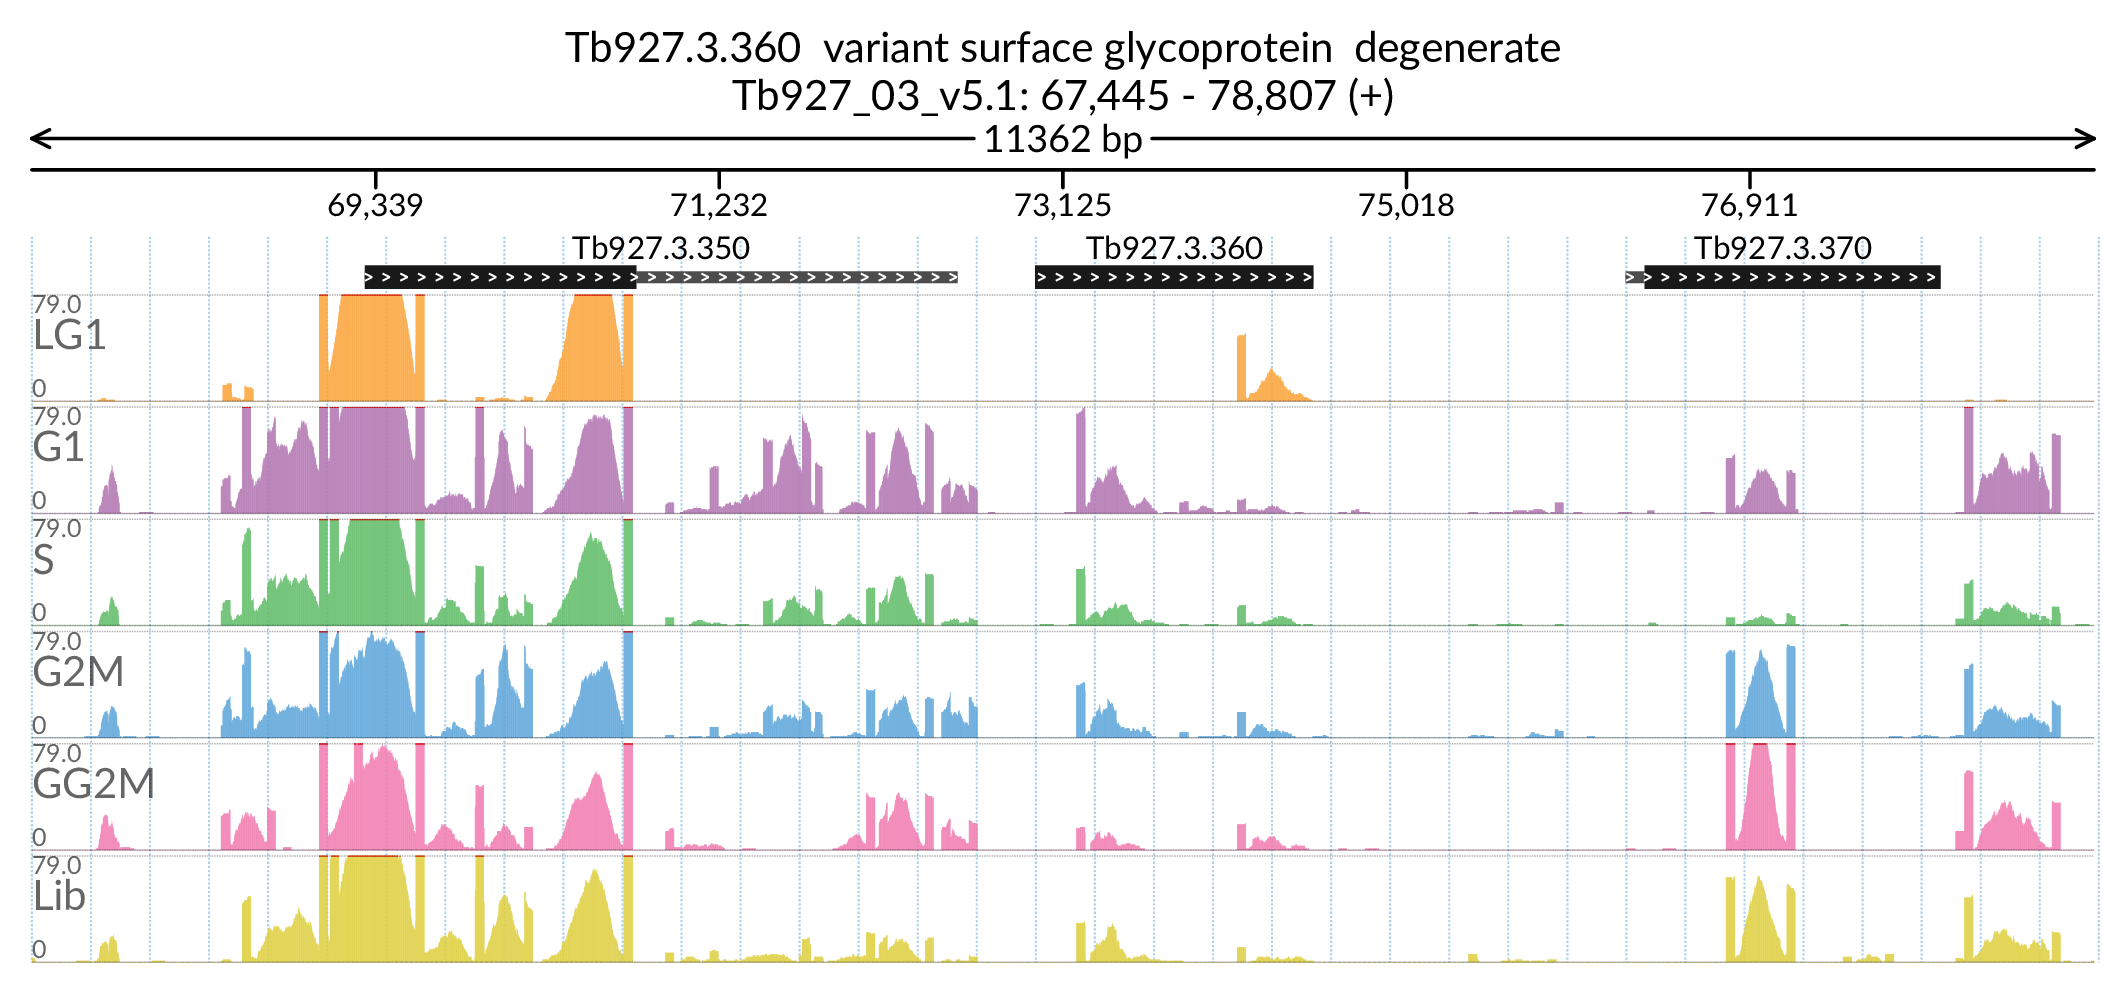 Tb927.3.360  variant surface glycoprotein  degenerate
Tb927_03_v5.1: 67,445 - 78,807 (+)
11362 bp
69,339 71,232 73,125 75,018 76,911
Tb927.3.350 Tb927.3.360 Tb927.3.370
79.0
LG1
0
79.0
G1
0
79.0
S
0
79.0
G2M
0
79.0
GG2M
0
79.0
Lib
0